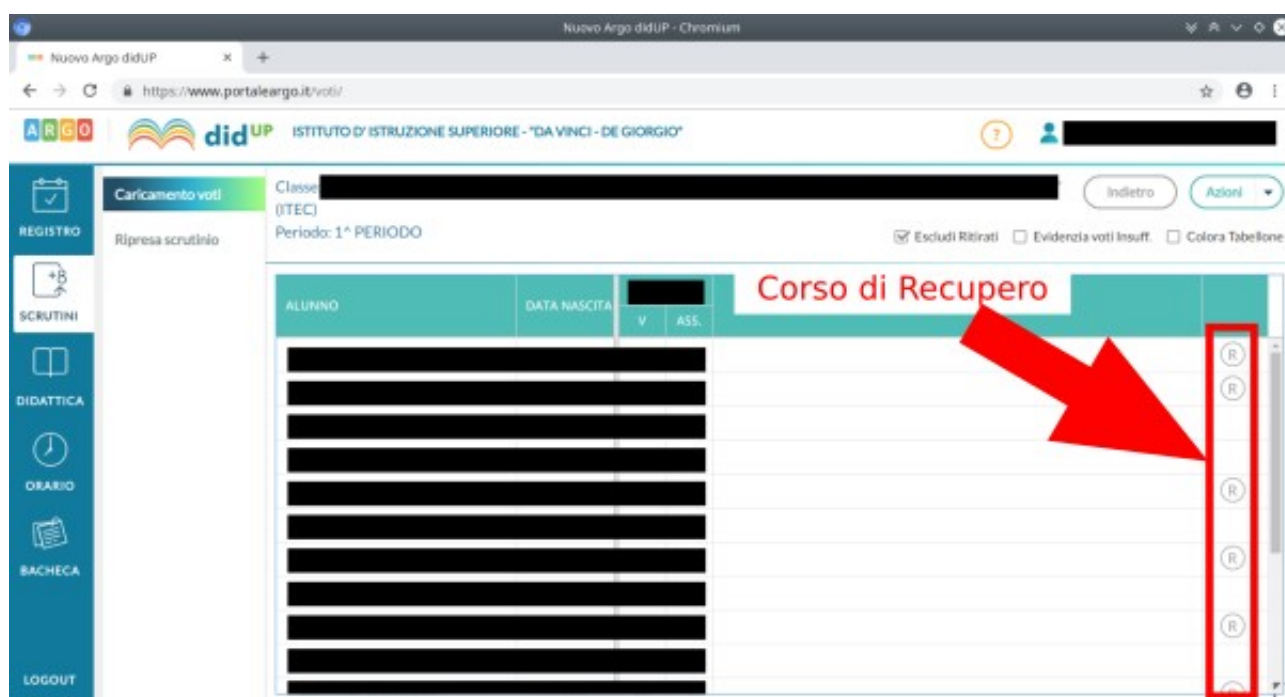 Nuovo Argo didUP - Chromium
Nuovo Argo didUP
https://www.portaleargo.it/voti/
ARGO didUP ISTITUTO D' ISTRUZIONE SUPERIORE - "DA VINCI - DE GIORGIO" ?
REGISTRO
SCRUTINI
DIDATTICA
ORARIO
BACHECA
LOGOUT
Caricamento voti
Ripresa scrutinio
Classe
(ITEC)
Periodo: 1^ PERIODO
Indietro Azioni
Escludi Ritirati Evidenzia voti Insuff. Colora Tabellone
ALUNNO DATA NASCITA V ASS.
Corso di Recupero
R
R
R
R
R
R